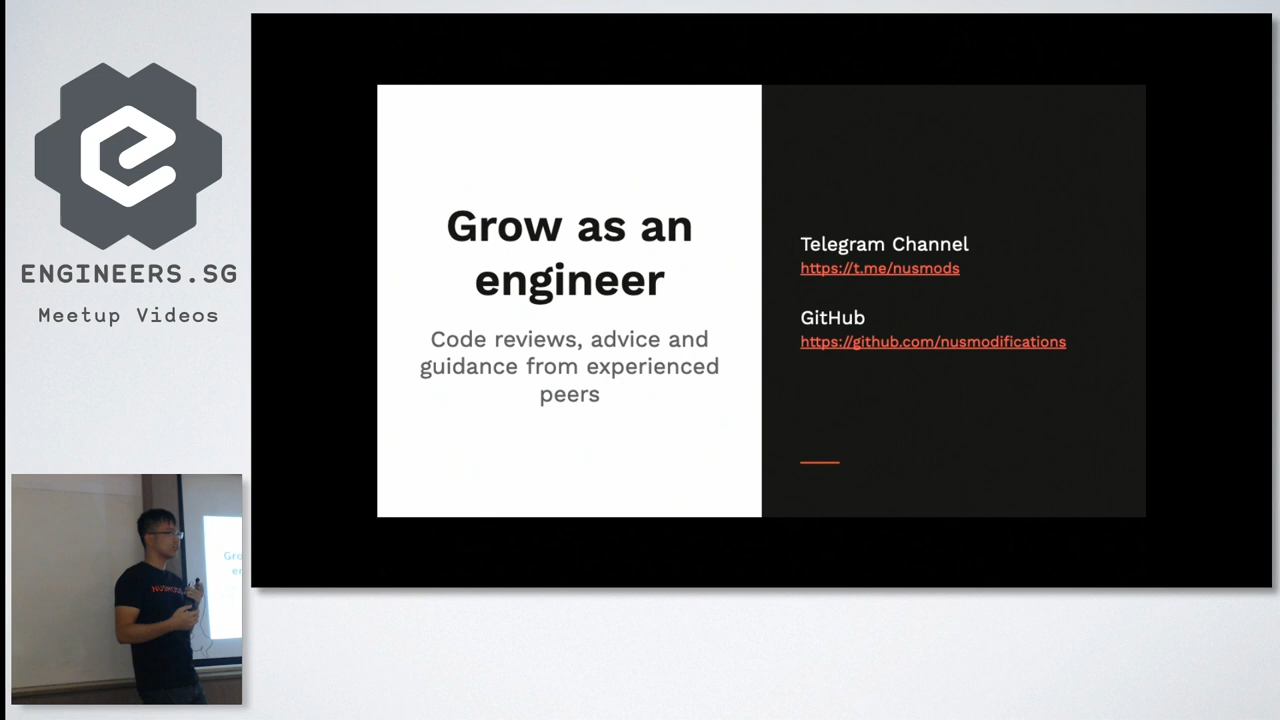 ENGINEERS.SG
Meetup Videos
Grow as an
engineer
Code reviews, advice and
guidance from experienced
peers
Telegram Channel
https://t.me/nusmods
GitHub
https://github.com/nusmodifications